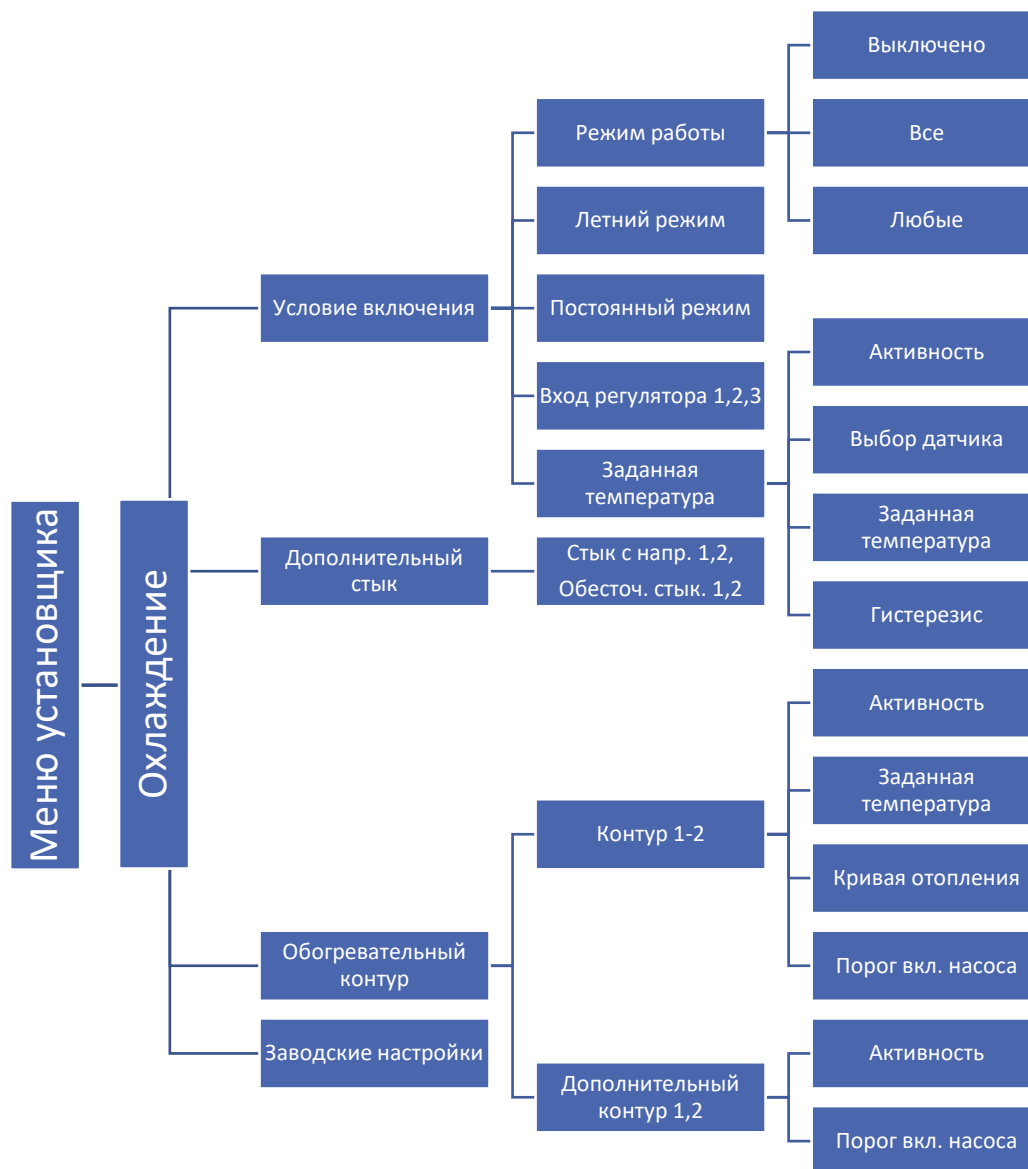 Меню установщика
Охлаждение
Условие включения
Режим работы
Выключено
Все
Любые
Летний режим
Постоянный режим
Вход регулятора 1,2,3
Заданная
температура
Активность
Выбор датчика
Заданная
температура
Гистерезис
Дополнительный
стык
Стык с напр. 1,2,
Обесточ. стык. 1,2
Обогревательный
контур
Контур 1-2
Активность
Заданная
температура
Кривая отопления
Порог вкл. насоса
Дополнительный
контур 1,2
Активность
Порог вкл. насоса
Заводские настройки